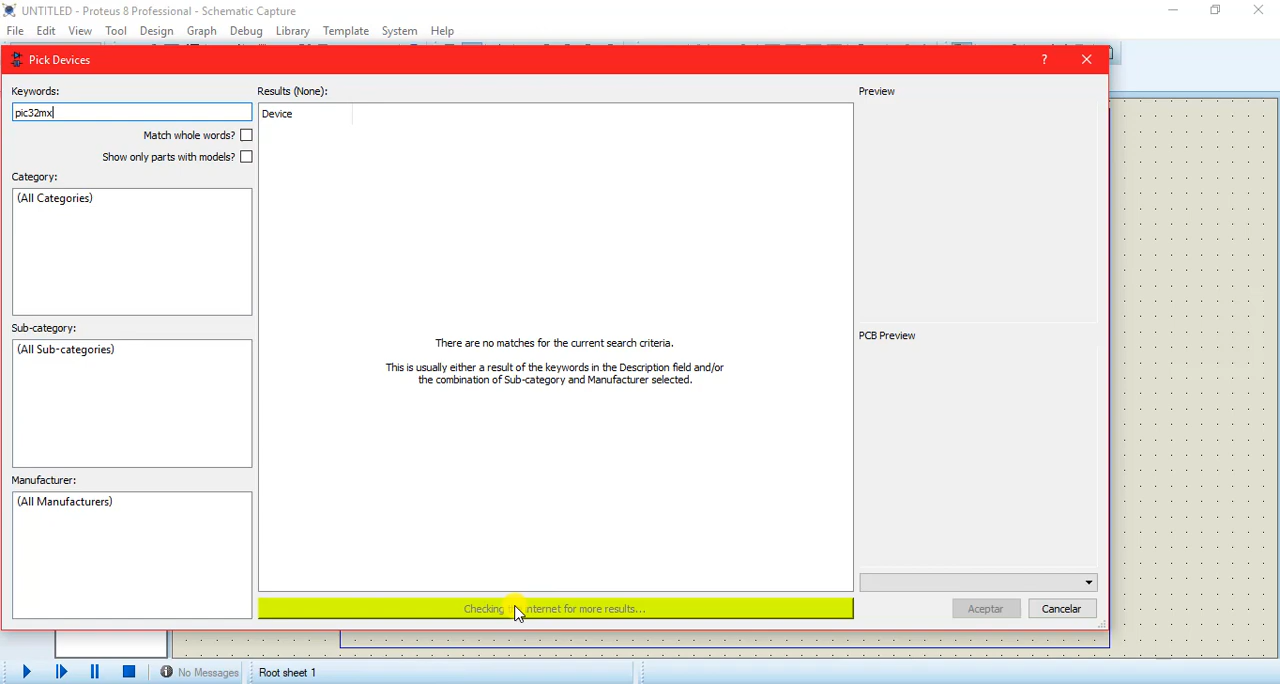 UNTITLED - Proteus 8 Professional - Schematic Capture
File Edit View Tool Design Graph Debug Library Template System Help
Pick Devices ?
Keywords: Results (None): Preview
pic32mx Device
Match whole words?
Show only parts with models?
Category:
(All Categories)
Sub-category:
(All Sub-categories)
There are no matches for the current search criteria.
This is usually either a result of the keywords in the Description field and/or
the combination of Sub-category and Manufacturer selected.
PCB Preview
Manufacturer:
(All Manufacturers)
Checking internet for more results...
Aceptar Cancelar
No Messages Root sheet 1